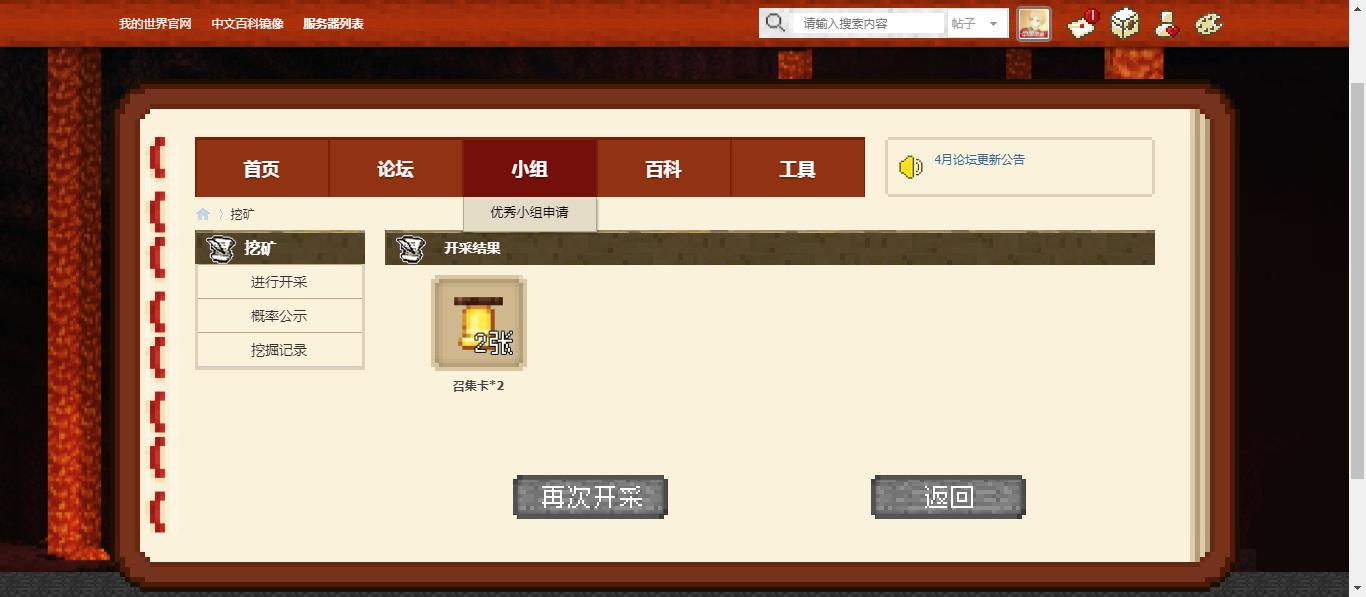 我的世界官网 中文百科镜像 服务器列表
请输入搜索内容 帖子
首页 论坛 小组 百科 工具
4月论坛更新公告
优秀小组申请
挖矿
挖矿
进行开采
概率公示
挖掘记录
开采结果
2张
召集卡*2
再次开采 返回